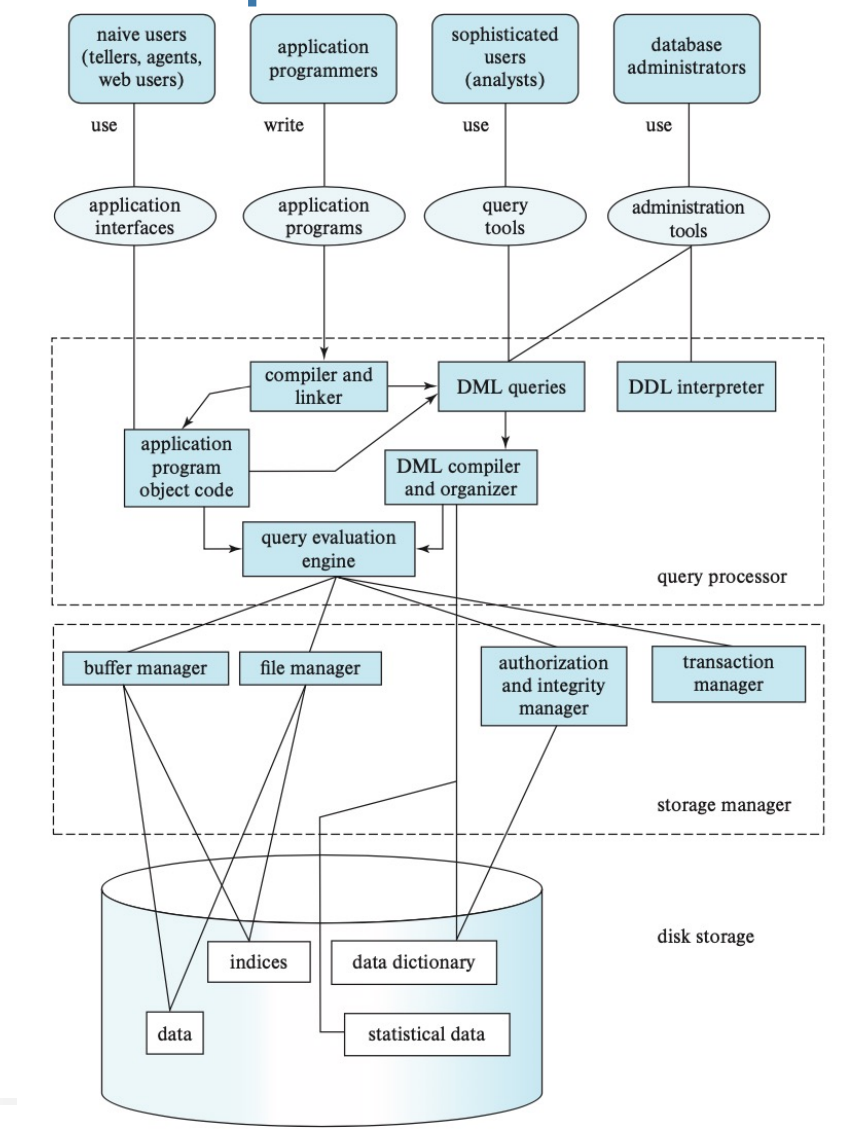 naive users
(tellers, agents,
web users)
application
programmers
sophisticated
users
(analysts)
database
administrators
use
write
use
use
application
interfaces
application
programs
query
tools
administration
tools
compiler and
linker
DML queries
DDL interpreter
application
program
object code
DML compiler
and organizer
query evaluation
engine
query processor
buffer manager
file manager
authorization
and integrity
manager
transaction
manager
storage manager
disk storage
indices
data dictionary
data
statistical data